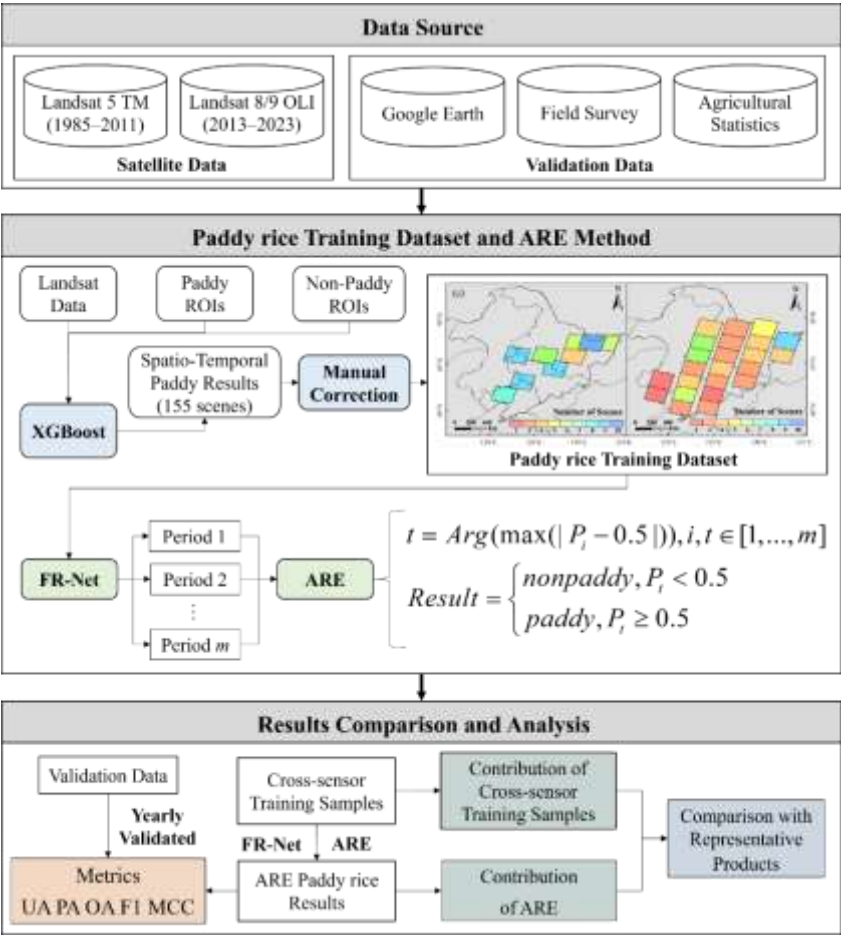 Data Source
Landsat 5 TM
(1985–2011)
Landsat 8/9 OLI
(2013–2023)
Satellite Data
Google Earth
Field Survey
Agricultural
Statistics
Validation Data
Paddy rice Training Dataset and ARE Method
Landsat
Data
Paddy
ROIs
Non-Paddy
ROIs
Spatio-Temporal
Paddy Results
(155 scenes)
Manual
Correction
XGBoost
N
Number of Scenes
N
Number of Scenes
Paddy rice Training Dataset
FR-Net
Period 1
Period 2
⋮
Period m
ARE
t = Arg(max(| P_i − 0.5 |)), i, t ∈ [1,..., m]
Result = { nonpaddy, P_t < 0.5
paddy, P_t ≥ 0.5
Results Comparison and Analysis
Validation Data
Yearly
Validated
Metrics
UA PA OA F1 MCC
Cross-sensor
Training Samples
FR-Net ARE
ARE Paddy rice
Results
Contribution of
Cross-sensor
Training Samples
Contribution
of ARE
Comparison with
Representative
Products